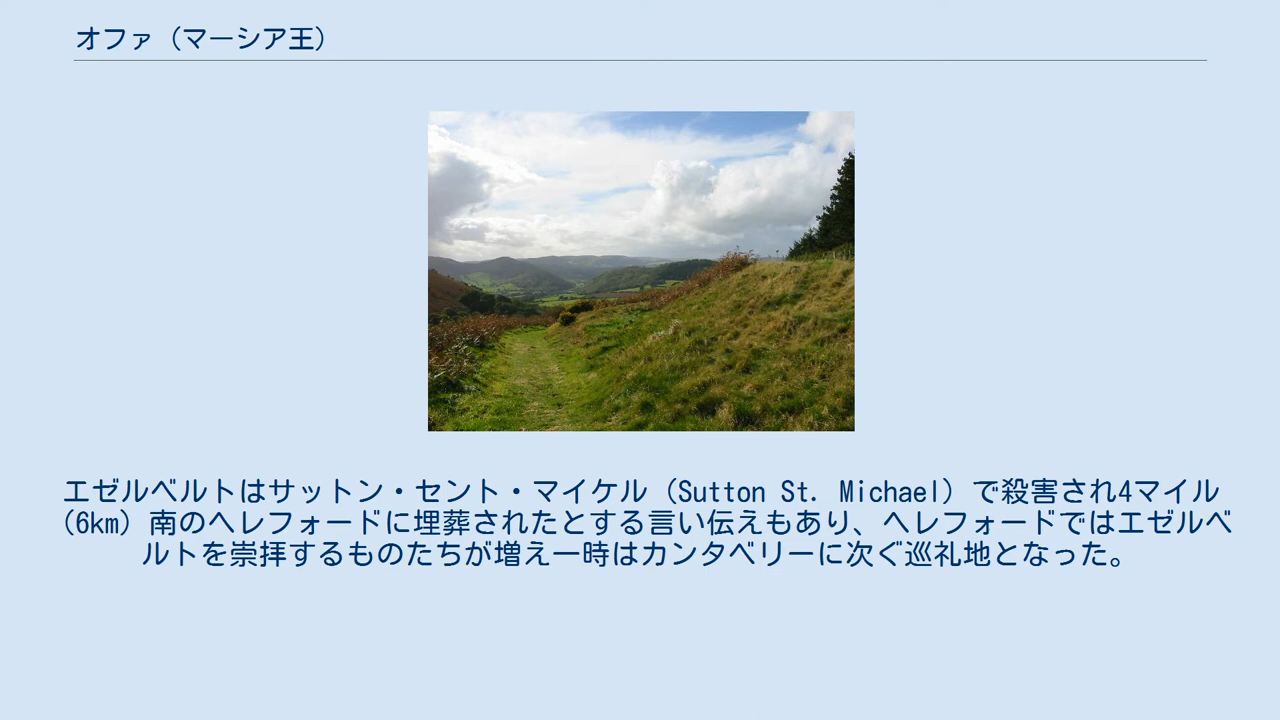 オファ（マーシア王）
エゼルベルトはサットン・セント・マイケル（Sutton St. Michael）で殺害され4マイル
（6km）南のヘレフォードに埋葬されたとする言い伝えもあり、ヘレフォードではエゼルベ
ルトを崇拝するものたちが増え一時はカンタベリーに次ぐ巡礼地となった。